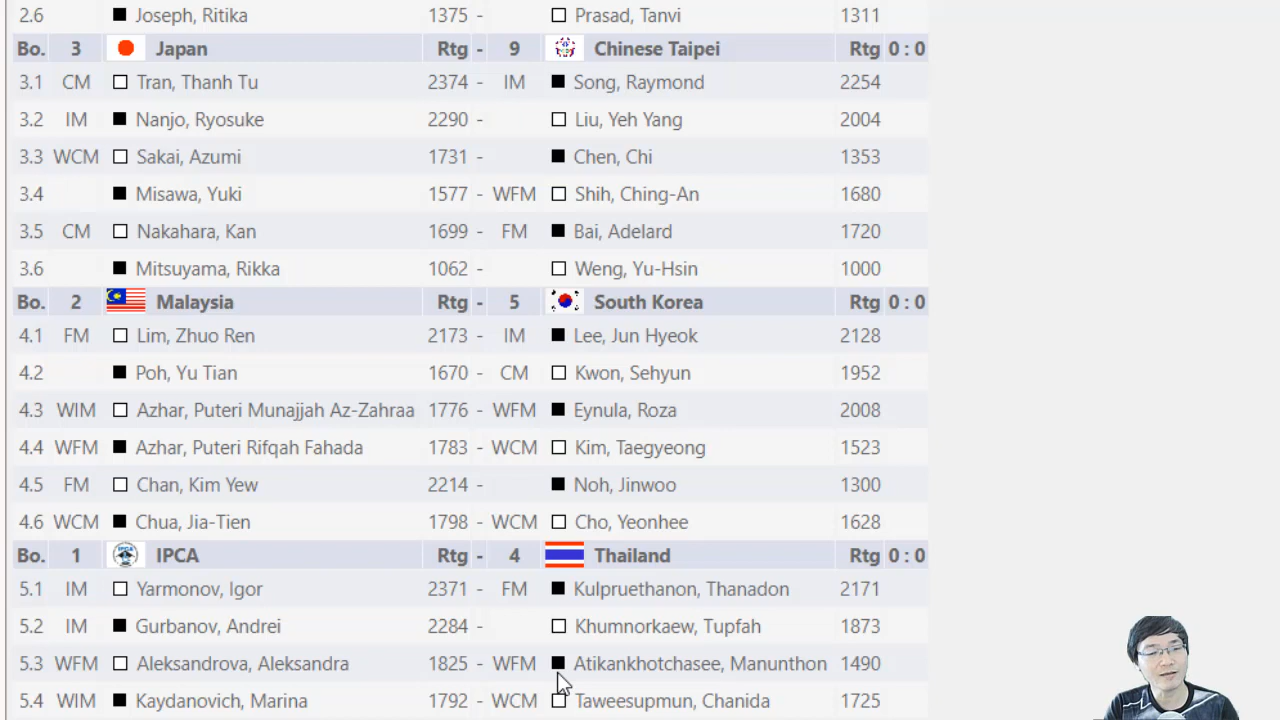 2.6 Joseph, Ritika 1375 - Prasad, Tanvi 1311
Bo. 3 Japan Rtg - 9 Chinese Taipei Rtg 0 : 0
3.1 CM Tran, Thanh Tu 2374 - IM Song, Raymond 2254
3.2 IM Nanjo, Ryosuke 2290 - Liu, Yeh Yang 2004
3.3 WCM Sakai, Azumi 1731 - Chen, Chi 1353
3.4 Misawa, Yuki 1577 - WFM Shih, Ching-An 1680
3.5 CM Nakahara, Kan 1699 - FM Bai, Adelard 1720
3.6 Mitsuyama, Rikka 1062 - Weng, Yu-Hsin 1000
Bo. 2 Malaysia Rtg - 5 South Korea Rtg 0 : 0
4.1 FM Lim, Zhuo Ren 2173 - IM Lee, Jun Hyeok 2128
4.2 Poh, Yu Tian 1670 - CM Kwon, Sehyun 1952
4.3 WIM Azhar, Puteri Munajjah Az-Zahraa 1776 - WFM Eynula, Roza 2008
4.4 WFM Azhar, Puteri Rifqah Fahada 1783 - WCM Kim, Taegyeong 1523
4.5 FM Chan, Kim Yew 2214 - Noh, Jinwoo 1300
4.6 WCM Chua, Jia-Tien 1798 - WCM Cho, Yeonhee 1628
Bo. 1 IPCA Rtg - 4 Thailand Rtg 0 : 0
5.1 IM Yarmonov, Igor 2371 - FM Kulpruethanon, Thanadon 2171
5.2 IM Gurbanov, Andrei 2284 - Khumnorkaew, Tupfah 1873
5.3 WFM Aleksandrova, Aleksandra 1825 - WFM Atikankhotchasee, Manunthon 1490
5.4 WIM Kaydanovich, Marina 1792 - WCM Taweesupmun, Chanida 1725